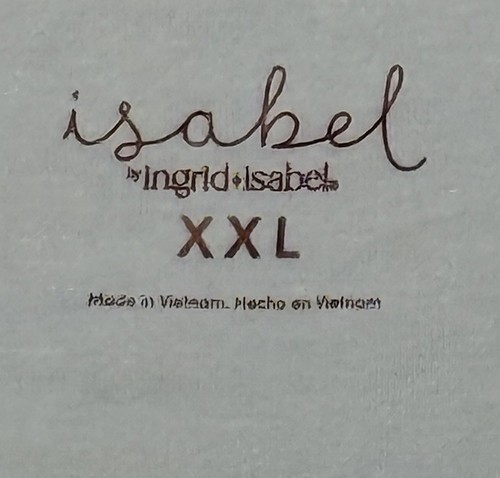 isabel
by Ingrid+Isabel
XXL
Made in Vietnam. Hecho en Vietnam